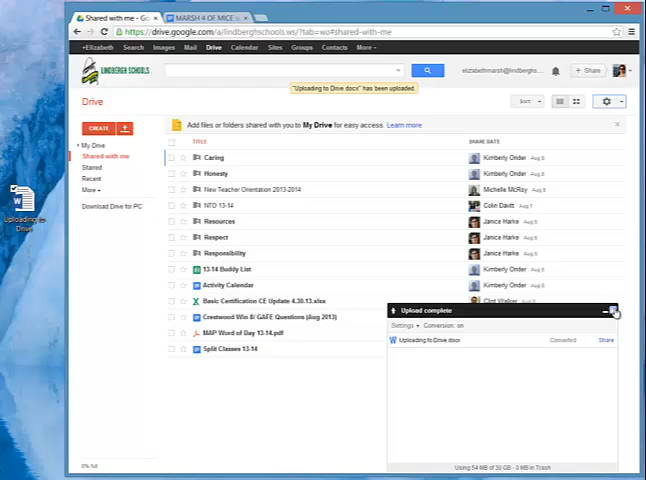 Shared with me - Go
MARSH 4 OF MICE
https://drive.google.com/a/lindberghschools.ws/?tab=wo#shared-with-me
+Elizabeth Search Images Mail Drive Calendar Sites Groups Contacts More
LINDBERGH SCHOOLS
elizabethmarsh@lindberghs...
+ Share
"Uploading to Drive.docx" has been uploaded.
Drive
Sort
CREATE
Add files or folders shared with you to My Drive for easy access. Learn more
My Drive
Shared with me
Starred
Recent
More
Download Drive for PC
TITLE SHARE DATE
Caring Kimberly Onder Aug 8
Honesty Kimberly Onder Aug 8
New Teacher Orientation 2013-2014 Michelle McRay Aug 8
NTD 13-14 Colin Davitt Aug 7
Resources Janice Harke Aug 6
Respect Janice Harke Aug 6
Responsibility Janice Harke Aug 6
13-14 Buddy List Kimberly Onder Aug 8
Activity Calendar Kimberly Onder Aug 8
Basic Certification CE Update 4.30.13.xlsx Clint Walker
Crestwood Win 8/ GAFE Questions (Aug 2013)
MAP Word of Day 13-14.pdf
Split Classes 13-14
Upload complete
Settings Conversion: on
Uploading to Drive.docx Converted Share
Using 54 MB of 30 GB - 0 MB in Trash
0% full
Uploading to Drive